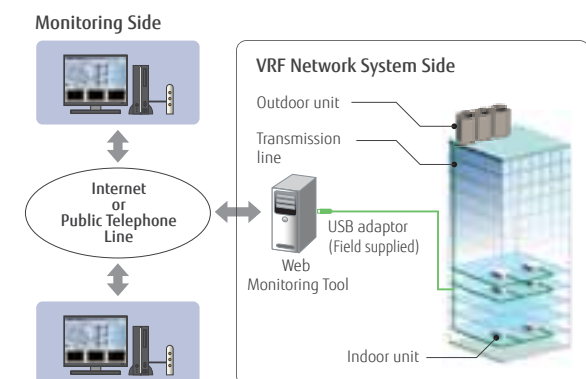 Monitoring Side
Internet
or
Public Telephone
Line
VRF Network System Side
Outdoor unit
Transmission
line
USB adaptor
(Field supplied)
Web
Monitoring Tool
Indoor unit